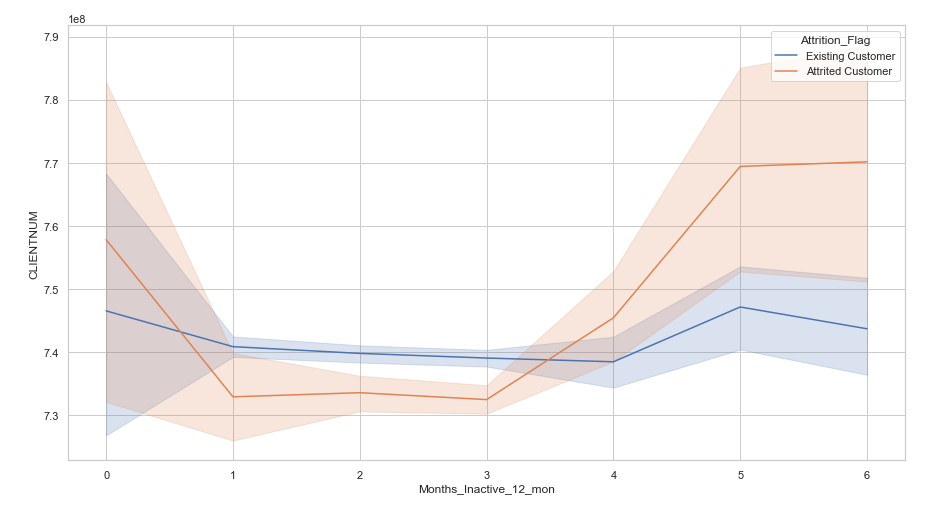 1e8
7.9
7.8
7.7
7.6
7.5
7.4
7.3
CLIENTNUM
Attrition_Flag
Existing Customer
Attrited Customer
0 1 2 3 4 5 6
Months_Inactive_12_mon